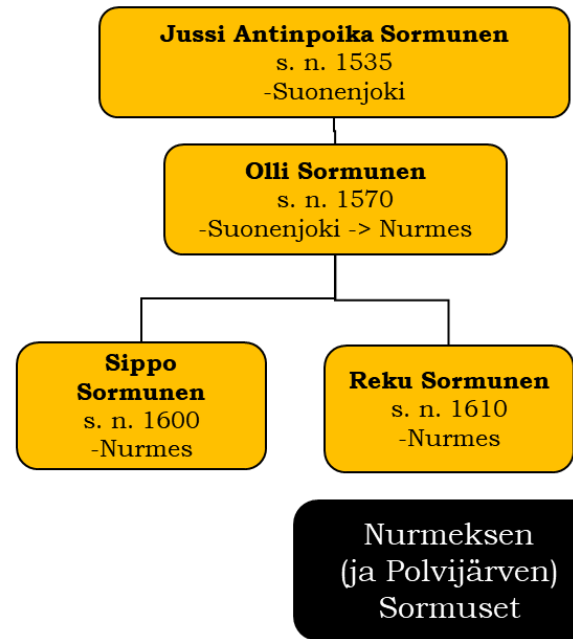 Jussi Antinpoika Sormunen
s. n. 1535
-Suonenjoki
Olli Sormunen
s. n. 1570
-Suonenjoki -> Nurmes
Sippo
Sormunen
s. n. 1600
-Nurmes
Reku Sormunen
s. n. 1610
-Nurmes
Nurmeksen
(ja Polvijärven)
Sormuset